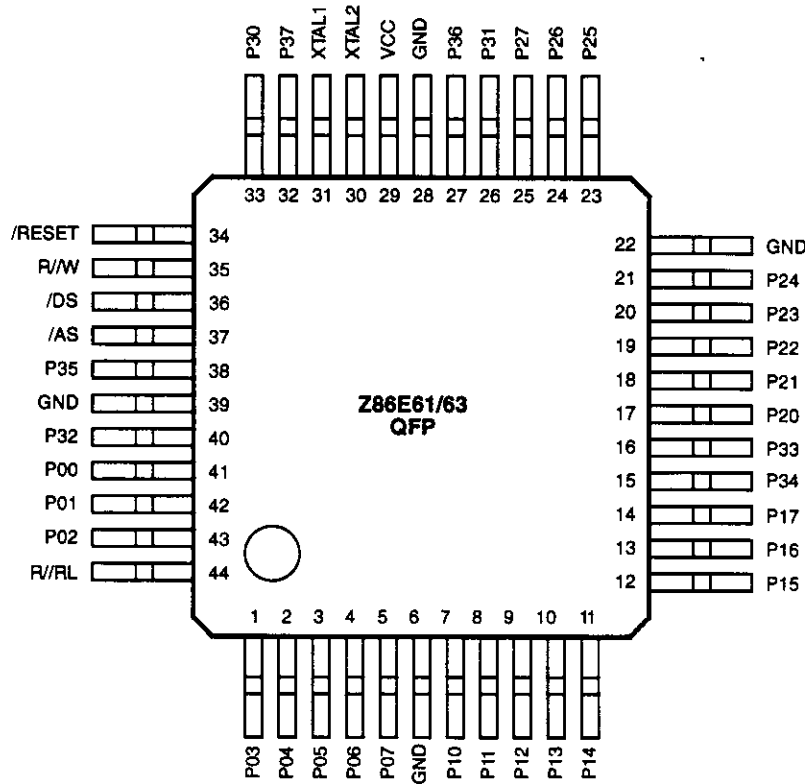 P30 P37 XTAL1 XTAL2 VCC GND P36 P31 P27 P26 P25
33 32 31 30 29 28 27 26 25 24 23
/RESET 34
R//W 35
/DS 36
/AS 37
P35 38
GND 39
P32 40
P00 41
P01 42
P02 43
R//RL 44
Z86E61/63
QFP
22 GND
21 P24
20 P23
19 P22
18 P21
17 P20
16 P33
15 P34
14 P17
13 P16
12 P15
1 2 3 4 5 6 7 8 9 10 11
P03 P04 P05 P06 P07 GND P10 P11 P12 P13 P14